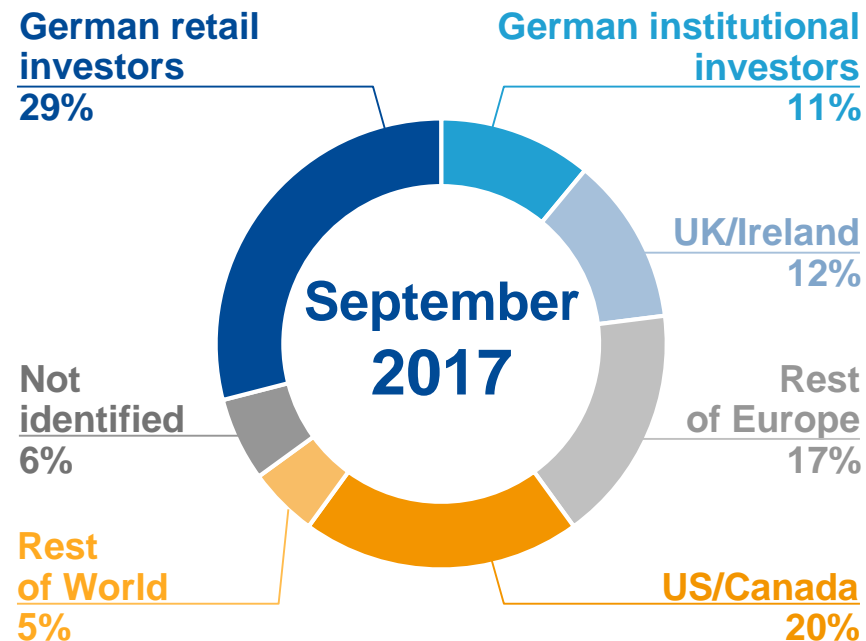 German retail
investors
29%
German institutional
investors
11%
UK/Ireland
12%
September
2017
Not
identified
6%
Rest
of Europe
17%
Rest
of World
5%
US/Canada
20%